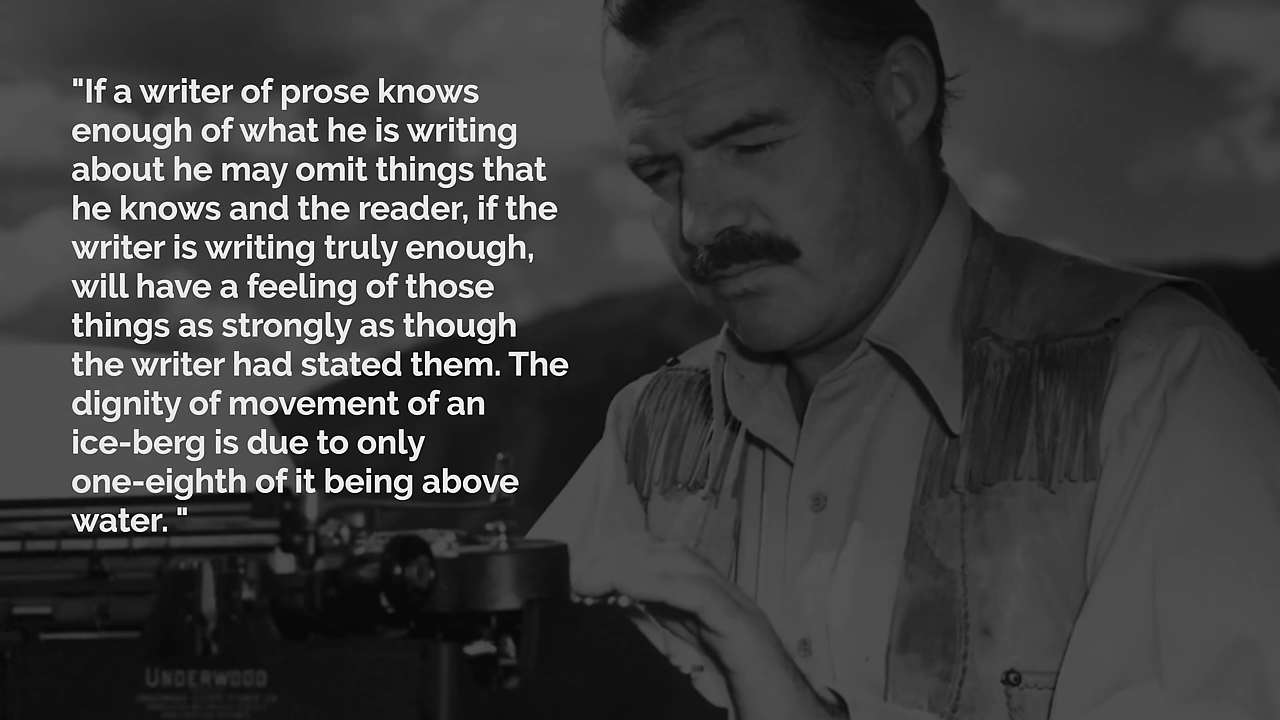 "If a writer of prose knows
enough of what he is writing
about he may omit things that
he knows and the reader, if the
writer is writing truly enough,
will have a feeling of those
things as strongly as though
the writer had stated them. The
dignity of movement of an
ice-berg is due to only
one-eighth of it being above
water. "
UNDERWOOD